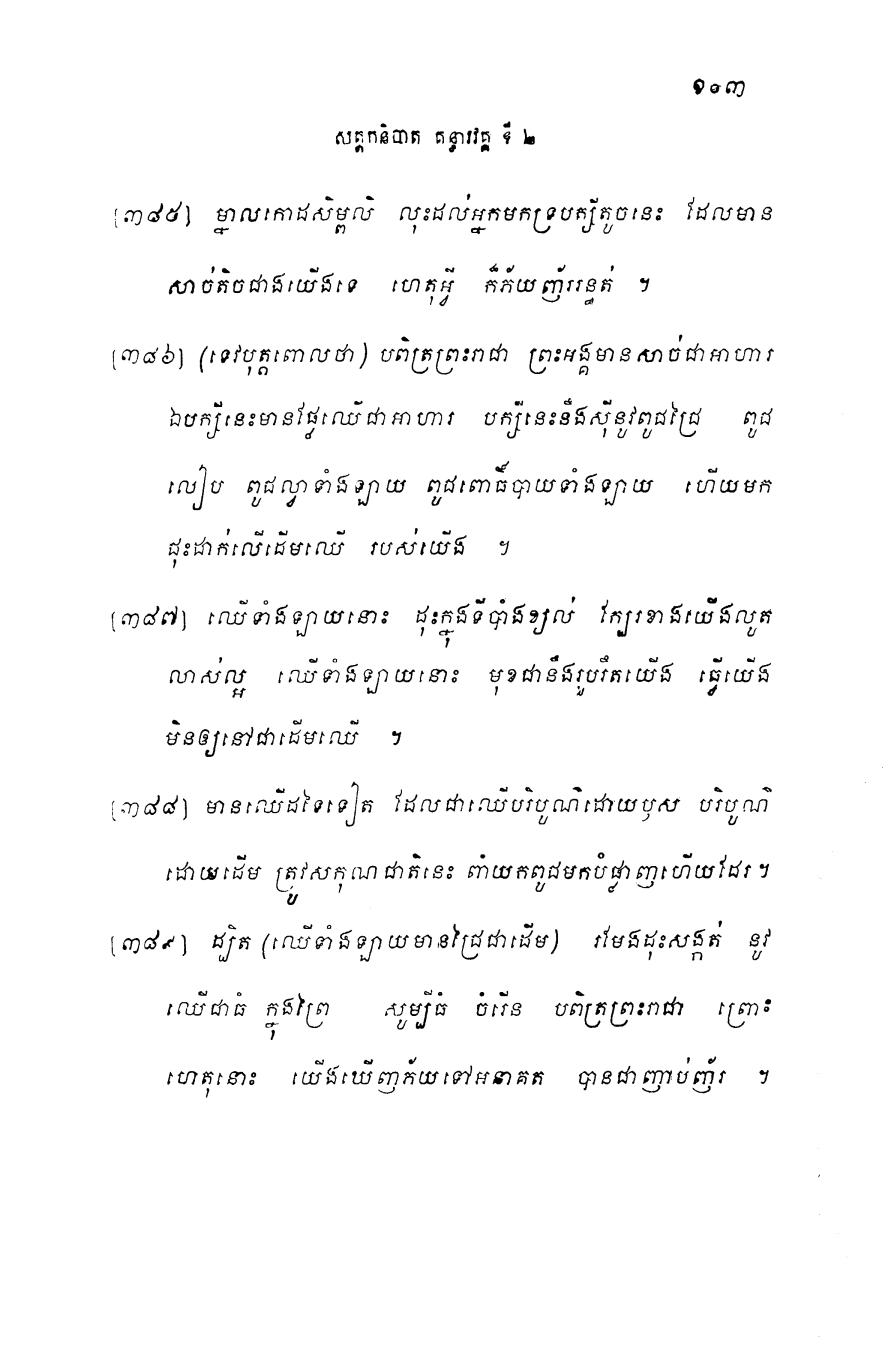 ១០៣
សត្តកនិបាត គន្ធារវគ្គ ទី ២
[៣៨៥] ម្នាលកោដសិម្ពលិ លុះដល់អ្នកមកទ្របក្សីតូចនេះ ដែលមាន
សាច់តិចជាងយើងទេ ហេតុអ្វី ក៏ភ័យញ័ររន្ធត់ ។
[៣៨៦] (ទេវបុត្តពោលថា) បពិត្រព្រះរាជា ព្រះអង្គមានសាច់ជាអាហារ
ឯបក្សីនេះមានផ្លែឈើជាអាហារ បក្សីនេះនឹងស៊ីនូវពូជជ្រៃ ពូជ
លៀប ពូជល្វាទាំងឡាយ ពូជពោធិ៍បាយទាំងឡាយ ហើយមក
ជុះដាក់លើដើមឈើ របស់យើង ។
[៣៨៧] ឈើទាំងឡាយនោះ ដុះក្នុងទីបាំងខ្យល់ ក្បែរខាងយើងលូត
លាស់ល្អ ឈើទាំងឡាយនោះ មុខជានឹងរួបរឹតយើង ធ្វើយើង
មិនឲ្យនៅជាដើមឈើ ។
[៣៨៨] មានឈើដទៃទៀត ដែលជាឈើបរិបូណ៌ដោយឫស បរិបូណ៌
ដោយដើម ត្រូវសកុណជាតិនេះ ពាំយកពូជមកបំផ្លាញហើយដែរ។
[៣៨៩] ដ្បិត (ឈើទាំងឡាយមានជ្រៃជាដើម) រមែងដុះសង្កត់ នូវ
ឈើជាធំ ក្នុងព្រៃ សូម្បីធំ ចំរើន បពិត្រព្រះរាជា ព្រោះ
ហេតុនោះ យើងឃើញភ័យទៅអនាគត បានជាញាប់ញ័រ ។